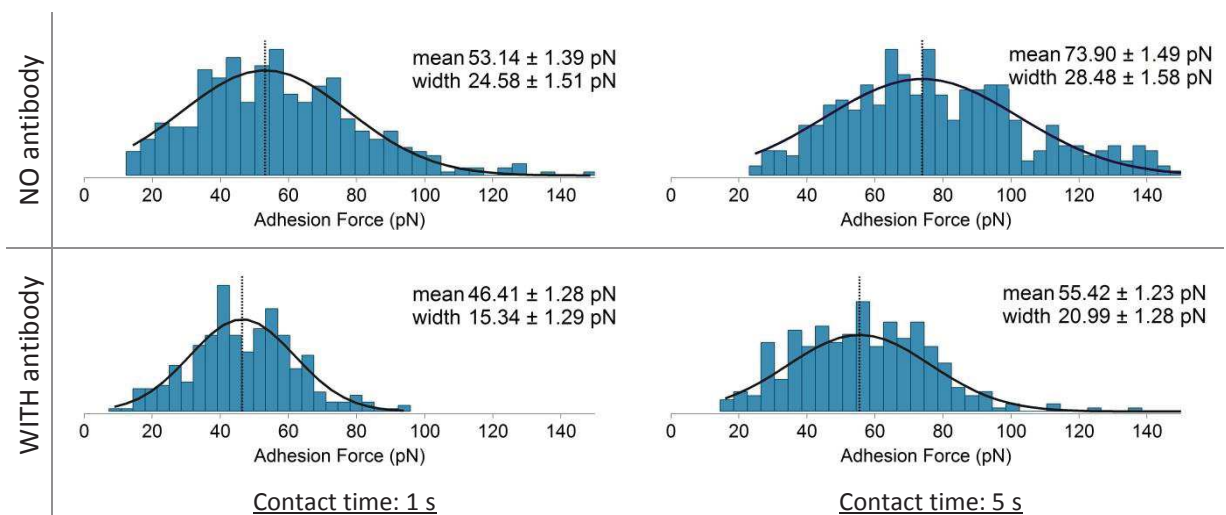 NO antibody
mean 53.14 ± 1.39 pN
width 24.58 ± 1.51 pN
0 20 40 60 80 100 120 140
Adhesion Force (pN)
mean 73.90 ± 1.49 pN
width 28.48 ± 1.58 pN
0 20 40 60 80 100 120 140
Adhesion Force (pN)
WITH antibody
mean 46.41 ± 1.28 pN
width 15.34 ± 1.29 pN
0 20 40 60 80 100 120 140
Adhesion Force (pN)
mean 55.42 ± 1.23 pN
width 20.99 ± 1.28 pN
0 20 40 60 80 100 120 140
Adhesion Force (pN)
Contact time: 1 s
Contact time: 5 s